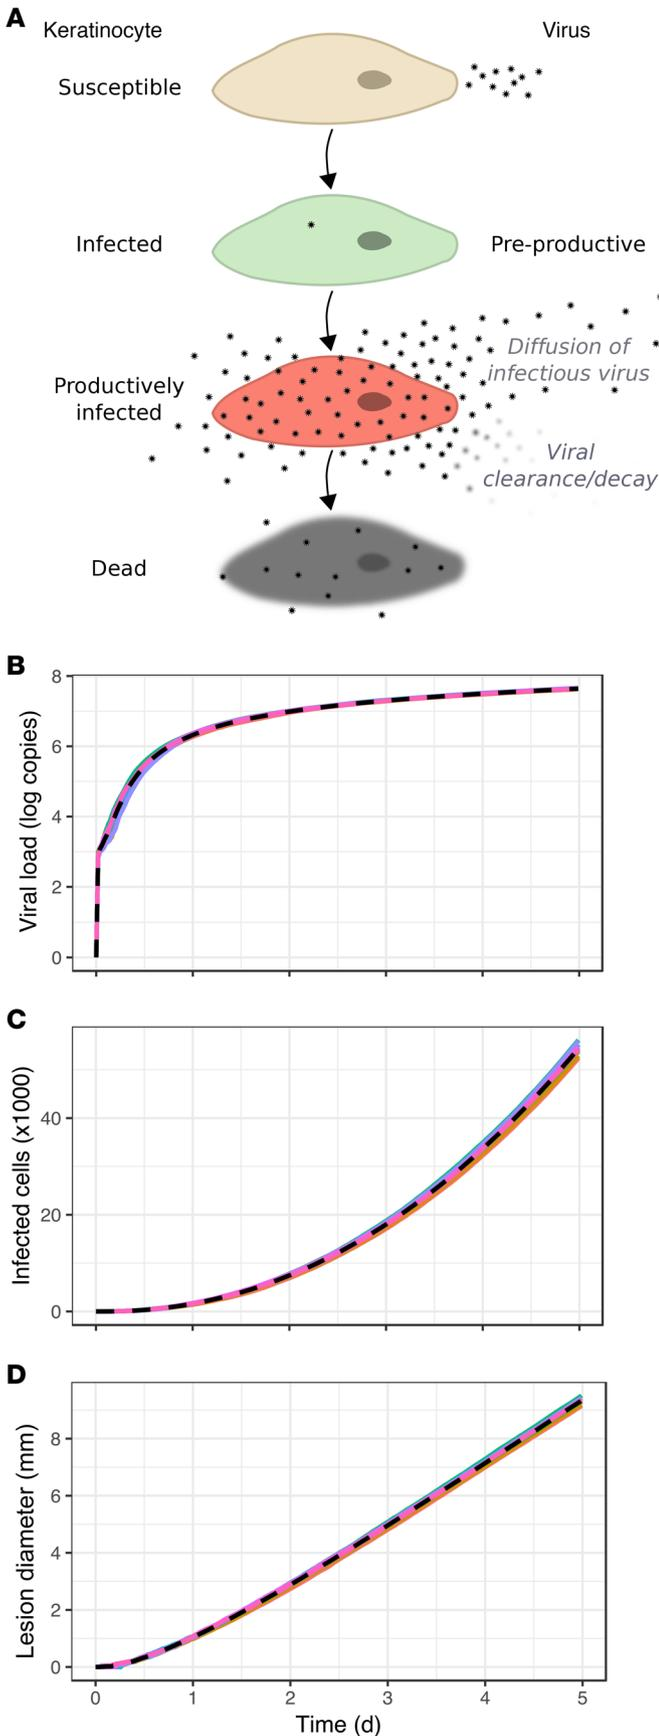 A
Keratinocyte
Virus
Susceptible
Infected
Pre-productive
Diffusion of
infectious virus
Productively
infected
Viral
clearance/decay
Dead
B
Viral load (log copies)
8
6
4
2
0
C
Infected cells (x1000)
40
20
0
D
Lesion diameter (mm)
8
6
4
2
0
0 1 2 3 4 5
Time (d)